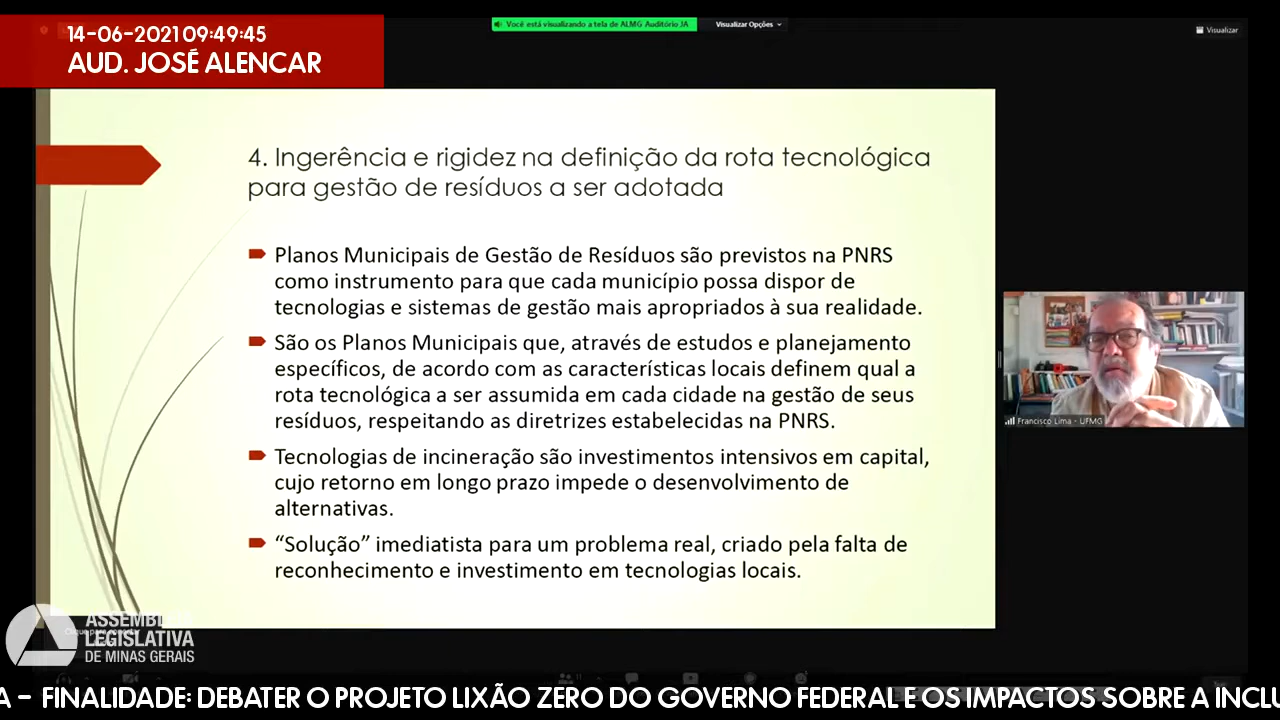 14-06-2021 09:49:45
AUD. JOSÉ ALENCAR
Você está visualizando a tela de ALMG Auditório JA
Visualizar Opções
Visualizar
4. Ingerência e rigidez na definição da rota tecnológica
para gestão de resíduos a ser adotada
Planos Municipais de Gestão de Resíduos são previstos na PNRS
como instrumento para que cada município possa dispor de
tecnologias e sistemas de gestão mais apropriados à sua realidade.
São os Planos Municipais que, através de estudos e planejamento
específicos, de acordo com as características locais definem qual a
rota tecnológica a ser assumida em cada cidade na gestão de seus
resíduos, respeitando as diretrizes estabelecidas na PNRS.
Tecnologias de incineração são investimentos intensivos em capital,
cujo retorno em longo prazo impede o desenvolvimento de
alternativas.
“Solução” imediatista para um problema real, criado pela falta de
reconhecimento e investimento em tecnologias locais.
Francisco Lima - UFMG
ASSEMBLEIA
LEGISLATIVA
DE MINAS GERAIS
A - FINALIDADE: DEBATER O PROJETO LIXÃO ZERO DO GOVERNO FEDERAL E OS IMPACTOS SOBRE A INCLU